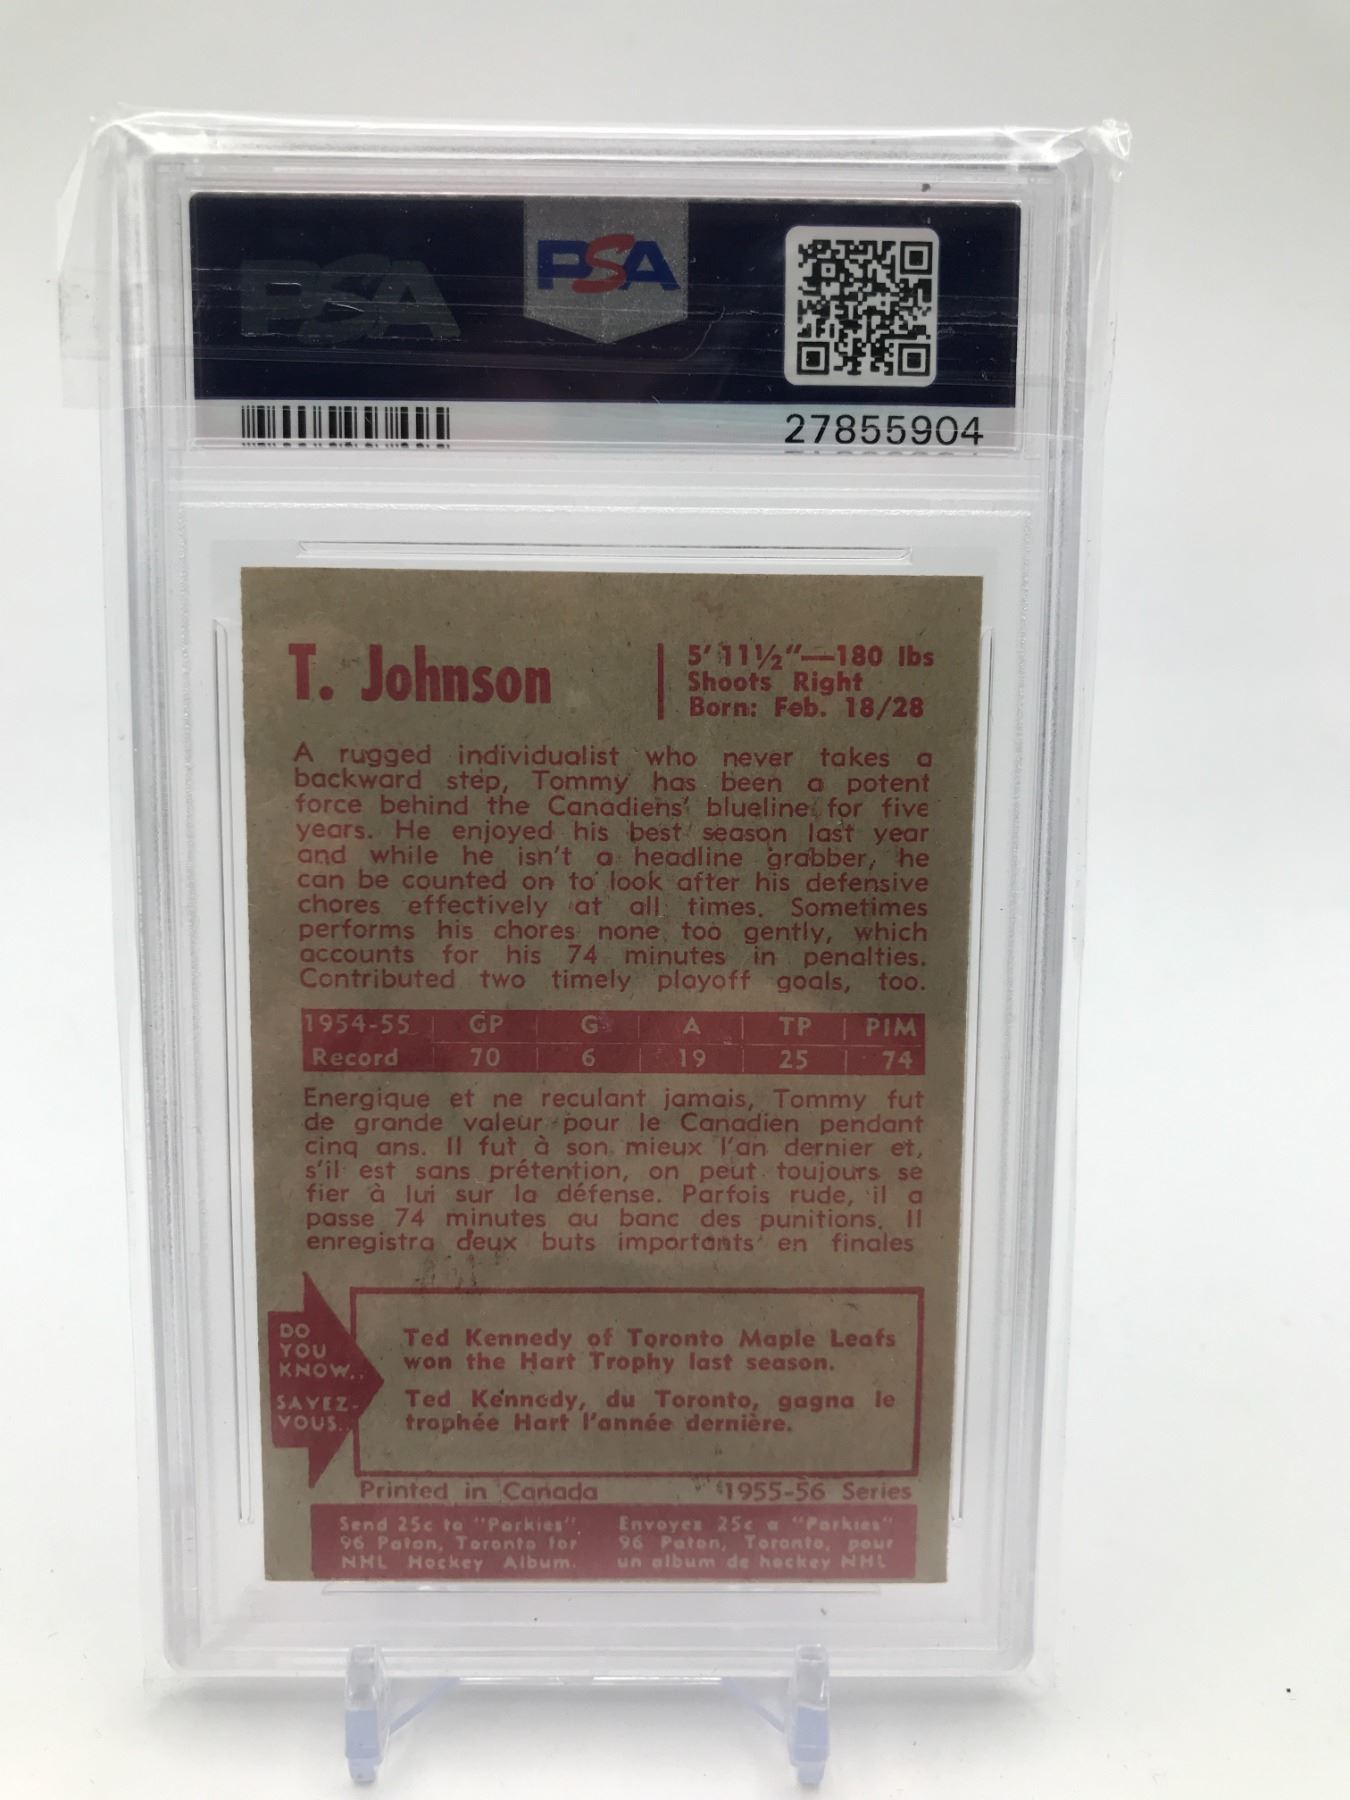 PSA
PSA
27855904
T. Johnson
5' 11½"—180 lbs
Shoots Right
Born: Feb. 18/28
A rugged individualist who never takes a
backward step, Tommy has been a potent
force behind the Canadiens' blueline for five
years. He enjoyed his best season last year
and while he isn't a headline grabber, he
can be counted on to look after his defensive
chores effectively at all times. Sometimes
performs his chores none too gently, which
accounts for his 74 minutes in penalties.
Contributed two timely playoff goals, too.
1954-55 GP G A TP PIM
Record 70 6 19 25 74
Energique et ne reculant jamais, Tommy fut
de grande valeur pour le Canadien pendant
cinq ans. Il fut à son mieux l'an dernier et,
s'il est sans prétention, on peut toujours se
fier à lui sur la défense. Parfois rude, il a
passe 74 minutes au banc des punitions. Il
enregistra deux buts importants en finales
DO
YOU
KNOW..
SAVEZ-
VOUS..
Ted Kennedy of Toronto Maple Leafs
won the Hart Trophy last season.
Ted Kennedy, du Toronto, gagna le
trophée Hart l'année dernière.
Printed in Canada 1955-56 Series
Send 25c to "Parkies"
96 Paton, Toronto for
NHL Hockey Album.
Envoyez 25c a "Parkies"
96 Paton, Toronto, pour
un album de hockey NHL